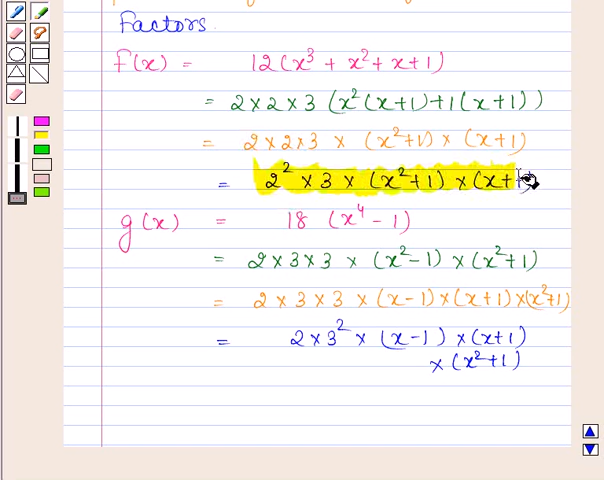 Factors
f(x) = 12(x³ + x² + x + 1)
= 2 × 2 × 3 (x²(x+1) + 1(x+1))
= 2 × 2 × 3 × (x²+1) × (x+1)
= 2² × 3 × (x²+1) × (x+1)
g(x) = 18 (x⁴ - 1)
= 2 × 3 × 3 × (x²-1) × (x²+1)
= 2 × 3 × 3 × (x-1) × (x+1) × (x²+1)
= 2 × 3² × (x-1) × (x+1)
× (x²+1)